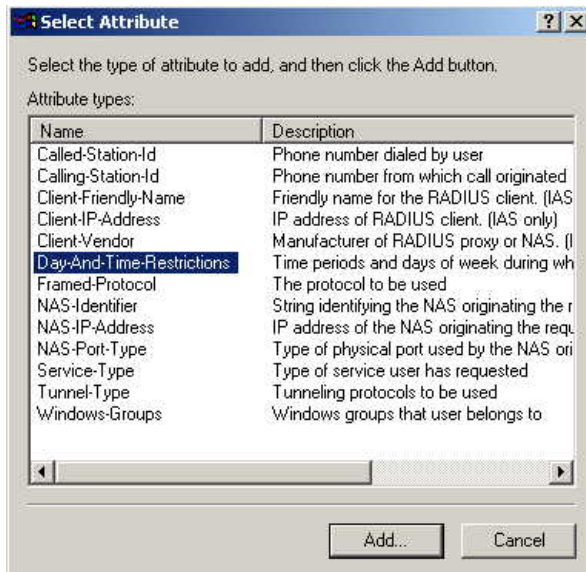 Select Attribute
Select the type of attribute to add, and then click the Add button.
Attribute types:
Name Description
Called-Station-Id Phone number dialed by user
Calling-Station-Id Phone number from which call originated
Client-Friendly-Name Friendly name for the RADIUS client. (IAS
Client-IP-Address IP address of RADIUS client. (IAS only)
Client-Vendor Manufacturer of RADIUS proxy or NAS. (I
Day-And-Time-Restrictions Time periods and days of week during wh
Framed-Protocol The protocol to be used
NAS-Identifier String identifying the NAS originating the r
NAS-IP-Address IP address of the NAS originating the requ
NAS-Port-Type Type of physical port used by the NAS ori
Service-Type Type of service user has requested
Tunnel-Type Tunneling protocols to be used
Windows-Groups Windows groups that user belongs to
Add... Cancel